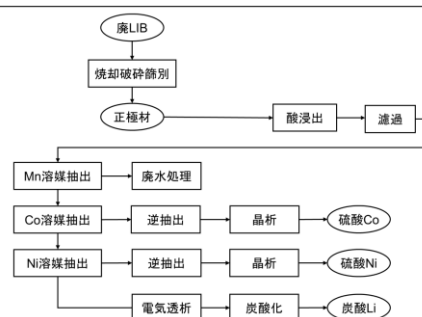 廃LIB
焼却破砕篩別
正極材
酸浸出
濾過
Mn溶媒抽出
廃水処理
Co溶媒抽出
逆抽出
晶析
硫酸Co
Ni溶媒抽出
逆抽出
晶析
硫酸Ni
電気透析
炭酸化
炭酸Li